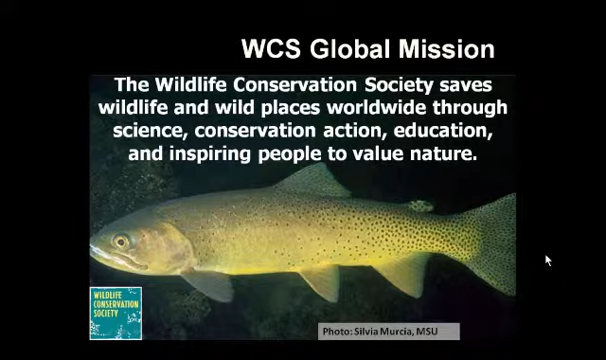 WCS Global Mission
The Wildlife Conservation Society saves
wildlife and wild places worldwide through
science, conservation action, education,
and inspiring people to value nature.
WILDLIFE
CONSERVATION
SOCIETY
Photo: Silvia Murcia, MSU